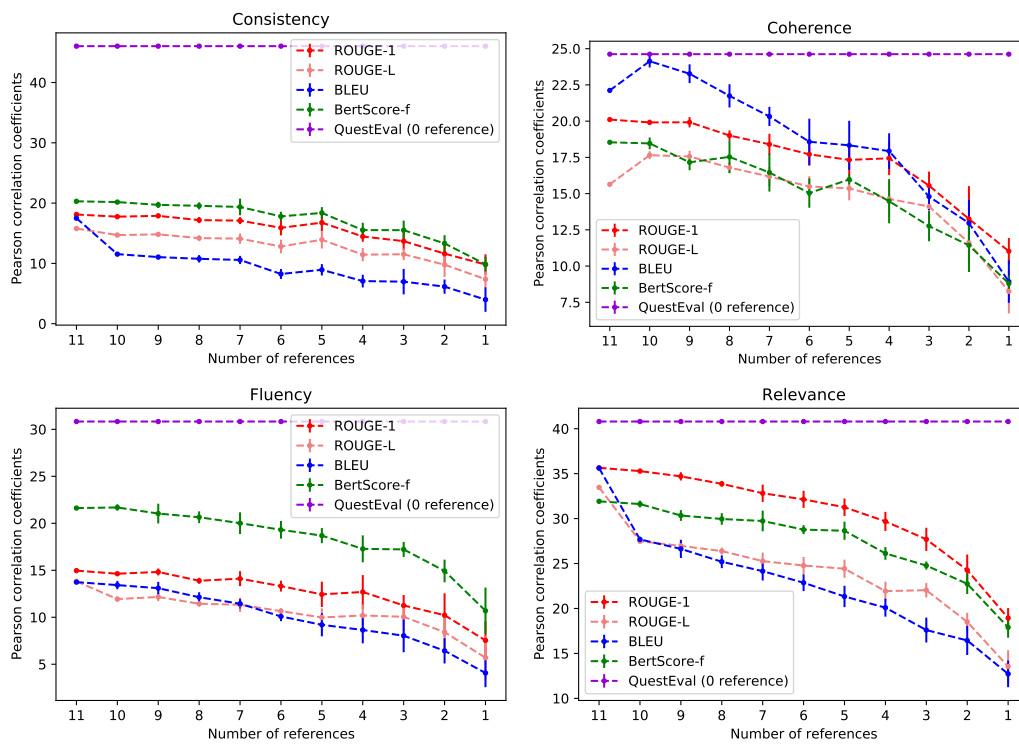 Consistency
Pearson correlation coefficients
40
30
20
10
0
ROUGE-1
ROUGE-L
BLEU
BertScore-f
QuestEval (0 reference)
11 10 9 8 7 6 5 4 3 2 1
Number of references
Coherence
Pearson correlation coefficients
25.0
22.5
20.0
17.5
15.0
12.5
10.0
7.5
ROUGE-1
ROUGE-L
BLEU
BertScore-f
QuestEval (0 reference)
11 10 9 8 7 6 5 4 3 2 1
Number of references
Fluency
Pearson correlation coefficients
30
25
20
15
10
5
ROUGE-1
ROUGE-L
BLEU
BertScore-f
QuestEval (0 reference)
11 10 9 8 7 6 5 4 3 2 1
Number of references
Relevance
Pearson correlation coefficients
40
35
30
25
20
15
10
ROUGE-1
ROUGE-L
BLEU
BertScore-f
QuestEval (0 reference)
11 10 9 8 7 6 5 4 3 2 1
Number of references